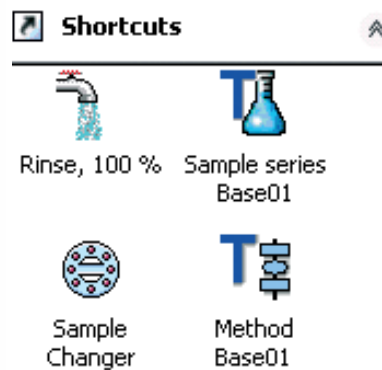 Shortcuts
Rinse, 100 %
Sample series
Base01
Sample
Changer
Method
Base01